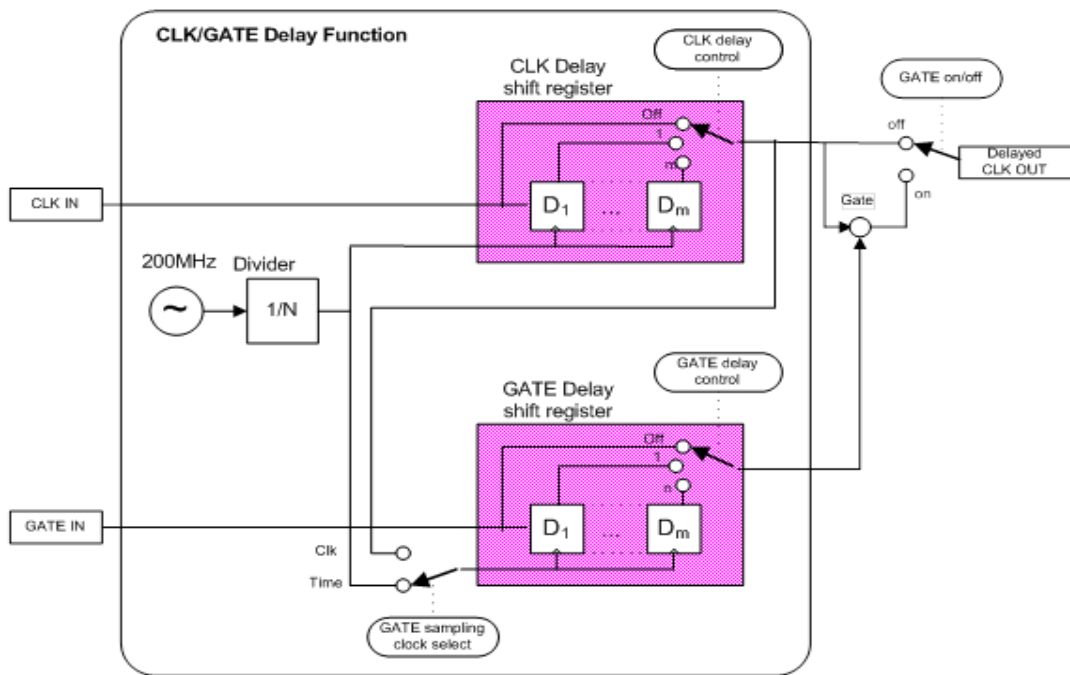 CLK/GATE Delay Function
CLK delay
control
CLK Delay
shift register
GATE on/off
Off
1
m
off
Delayed
CLK OUT
on
CLK IN
D1
...
Dm
Gate
200MHz
Divider
~
1/N
GATE delay
control
GATE Delay
shift register
Off
1
n
GATE IN
D1
...
Dm
Clk
Time
GATE sampling
clock select